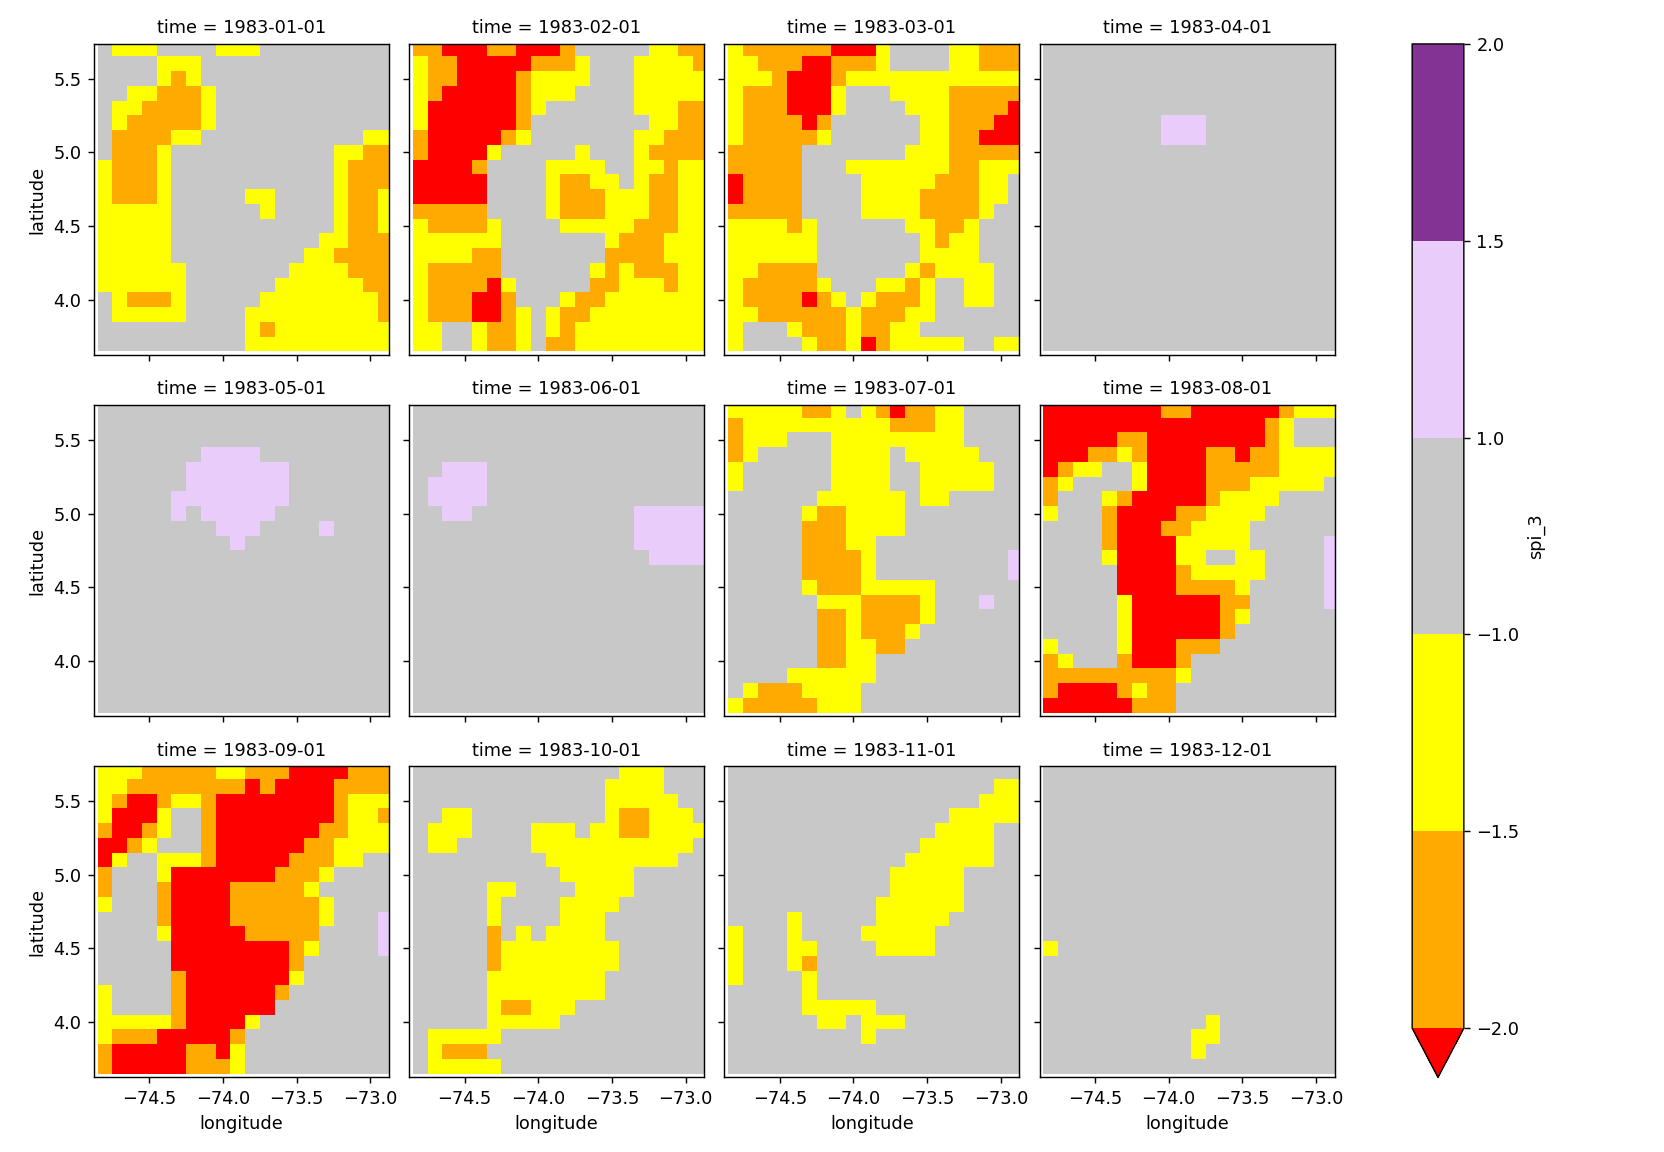 time = 1983-01-01
time = 1983-02-01
time = 1983-03-01
time = 1983-04-01
latitude
5.5
5.0
4.5
4.0
time = 1983-05-01
time = 1983-06-01
time = 1983-07-01
time = 1983-08-01
latitude
5.5
5.0
4.5
4.0
time = 1983-09-01
time = 1983-10-01
time = 1983-11-01
time = 1983-12-01
latitude
5.5
5.0
4.5
4.0
−74.5 −74.0 −73.5 −73.0
longitude
−74.5 −74.0 −73.5 −73.0
longitude
−74.5 −74.0 −73.5 −73.0
longitude
−74.5 −74.0 −73.5 −73.0
longitude
2.0
1.5
1.0
−1.0
−1.5
−2.0
spi_3